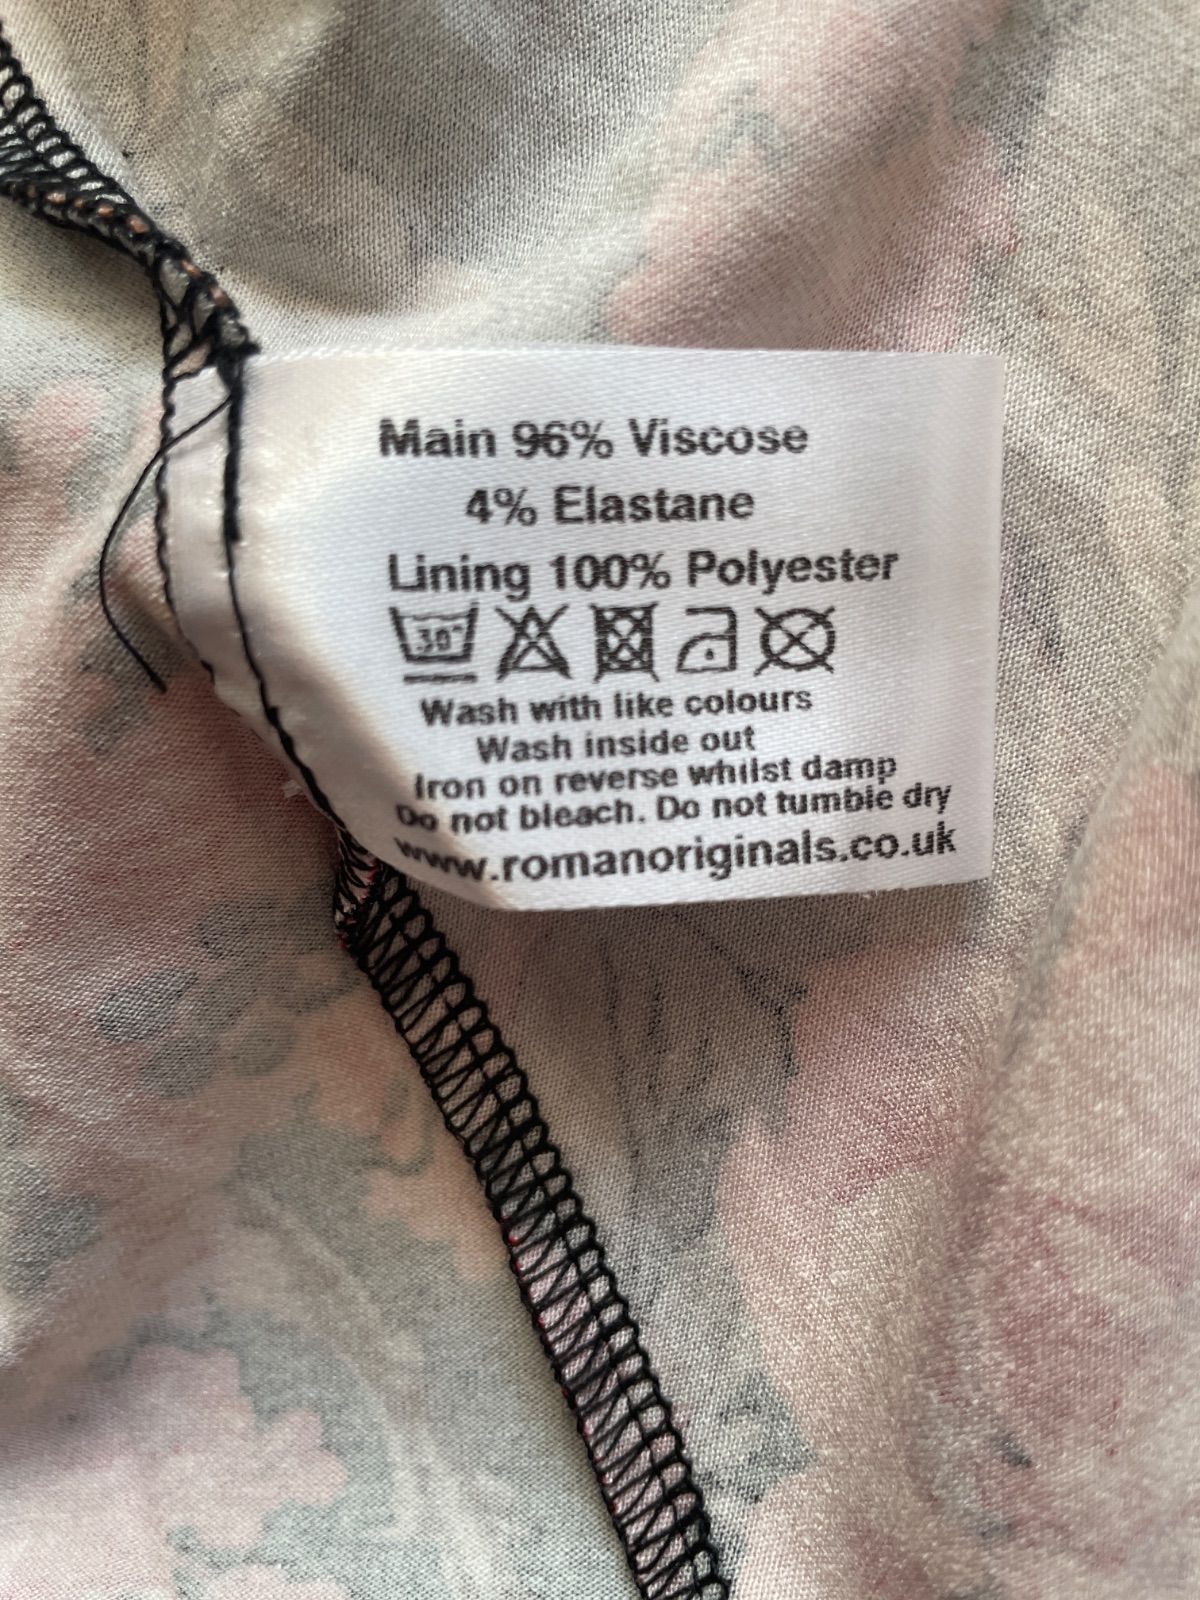 Main 96% Viscose
4% Elastane
Lining 100% Polyester
30°
Wash with like colours
Wash inside out
Iron on reverse whilst damp
Do not bleach. Do not tumble dry
www.romanoriginals.co.uk